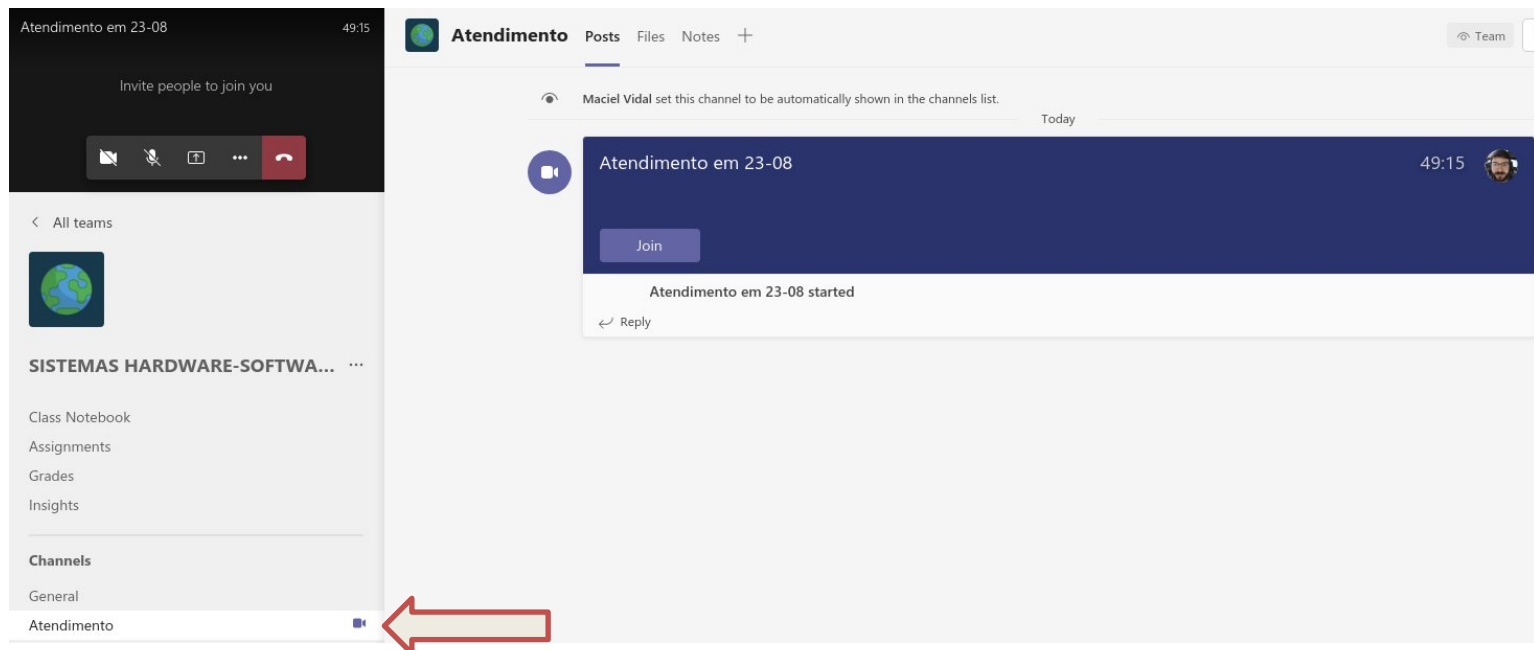 Atendimento em 23-08 49:15
Invite people to join you
All teams
SISTEMAS HARDWARE-SOFTWA... ...
Class Notebook
Assignments
Grades
Insights
Channels
General
Atendimento
Atendimento Posts Files Notes +
Team
Maciel Vidal set this channel to be automatically shown in the channels list.
Today
Atendimento em 23-08 49:15
Join
Atendimento em 23-08 started
Reply